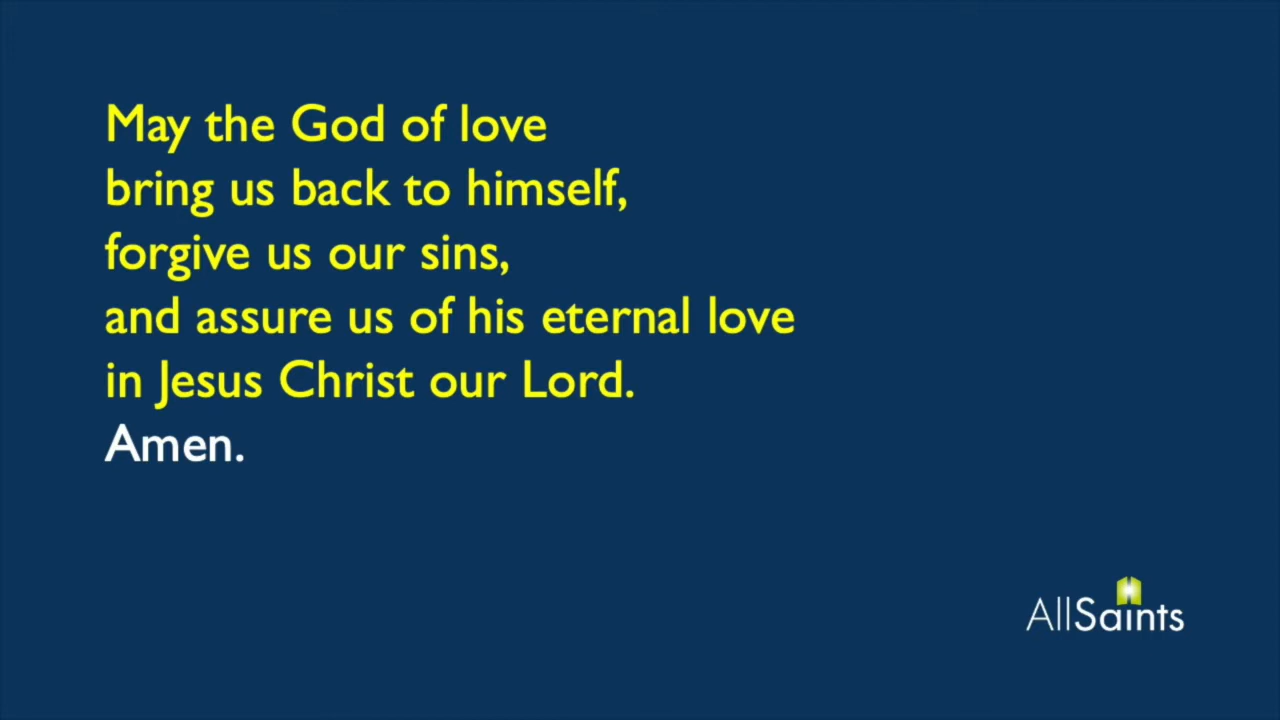 May the God of love
bring us back to himself,
forgive us our sins,
and assure us of his eternal love
in Jesus Christ our Lord.
Amen.
AllSaints